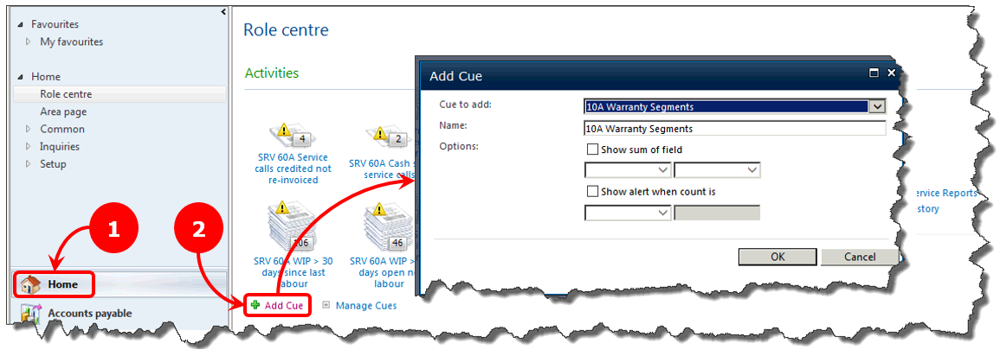 Favourites
My favourites
Home
Role centre
Area page
Common
Inquiries
Setup
1
2
Home
Accounts payable
Role centre
Activities
4
SRV 60A Service
calls credited not
re-invoiced
2
SRV 60A Cash s
service calls
106
SRV 60A WIP > 30
days since last
labour
46
SRV 60A WIP >
days open n
labour
Add Cue
Manage Cues
Add Cue
Cue to add:
10A Warranty Segments
Name:
10A Warranty Segments
Options:
Show sum of field
Show alert when count is
OK
Cancel
ervice Reports
story